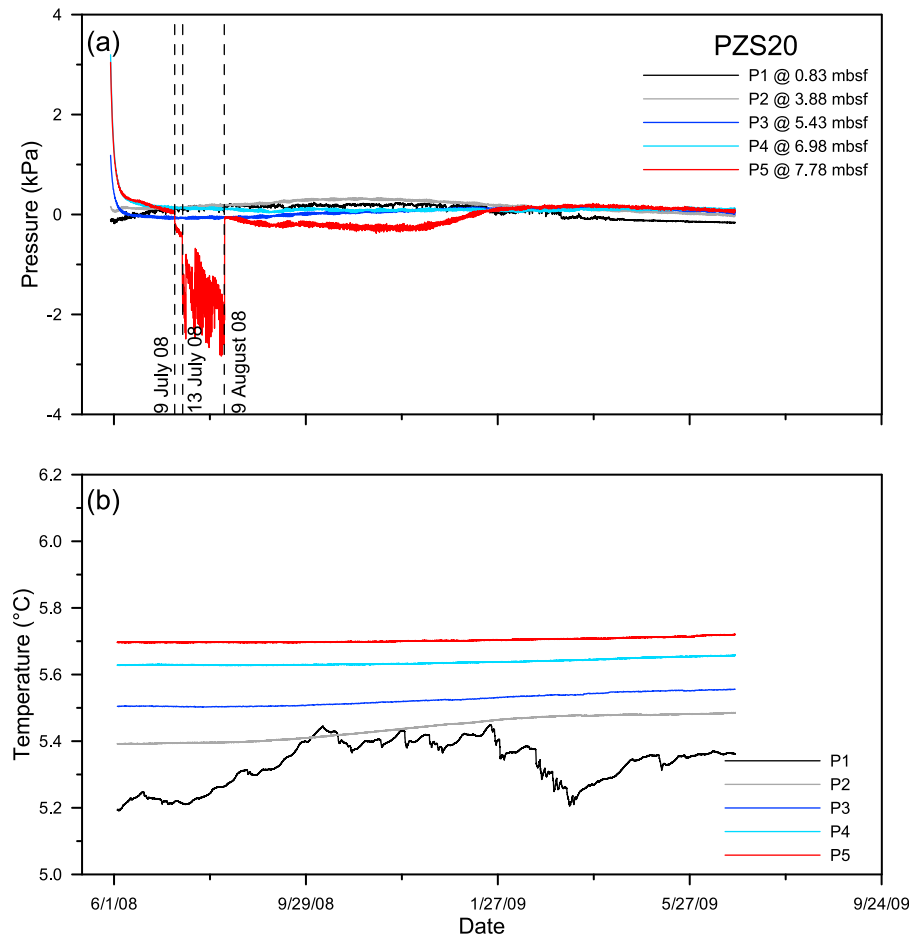 (a)
PZS20
P1 @ 0.83 mbsf
P2 @ 3.88 mbsf
P3 @ 5.43 mbsf
P4 @ 6.98 mbsf
P5 @ 7.78 mbsf
4
2
0
-2
-4
Pressure (kPa)
9 July 08
13 July 08
9 August 08
(b)
6.2
6.0
5.8
5.6
5.4
5.2
5.0
Temperature (°C)
P1
P2
P3
P4
P5
6/1/08 9/29/08 1/27/09 5/27/09 9/24/09
Date